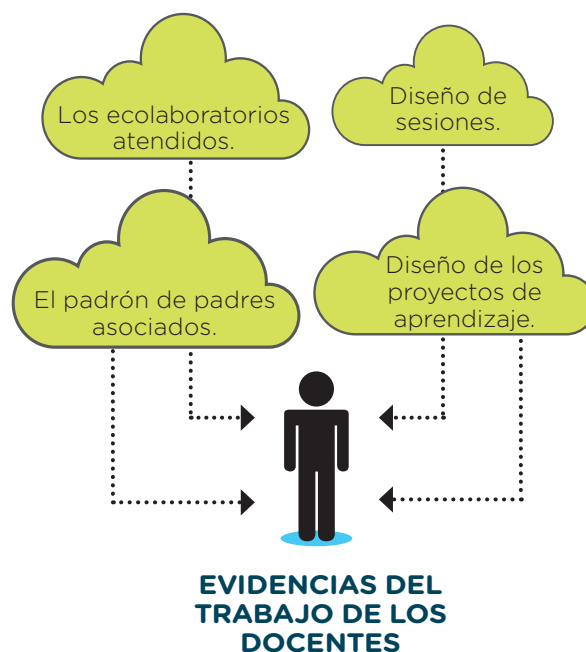 Los ecolaboratorios
atendidos.
Diseño de
sesiones.
El padrón de padres
asociados.
Diseño de los
proyectos de
aprendizaje.
EVIDENCIAS DEL
TRABAJO DE LOS
DOCENTES